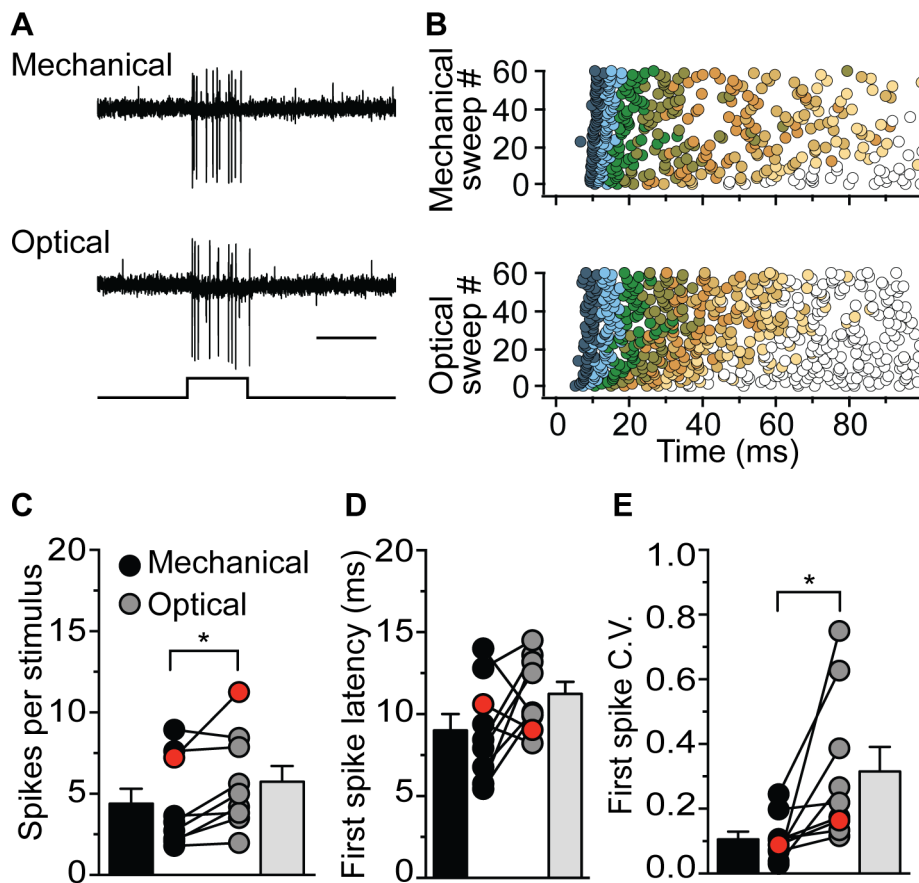 A
Mechanical
Optical
B
Mechanical
sweep #
60
40
20
0
Optical
sweep #
60
40
20
0
0 20 40 60 80
Time (ms)
C
Spikes per stimulus
20
15
10
5
0
Mechanical
Optical
*
D
First spike latency (ms)
20
15
10
5
0
E
First spike C.V.
1.0
0.8
0.6
0.4
0.2
0.0
*